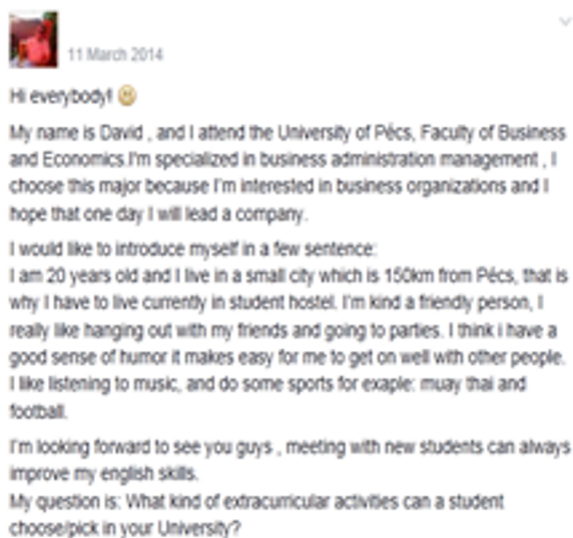 11 March 2014
Hi everybody!
My name is David , and I attend the University of Pécs, Faculty of Business
and Economics.I'm specialized in business administration management , I
choose this major because I'm interested in business organizations and I
hope that one day I will lead a company.
I would like to introduce myself in a few sentence:
I am 20 years old and I live in a small city which is 150km from Pécs, that is
why I have to live currently in student hostel. I'm kind a friendly person, I
really like hanging out with my friends and going to parties. I think i have a
good sense of humor it makes easy for me to get on well with other people.
I like listening to music, and do some sports for exaple: muay thai and
football.
I'm looking forward to see you guys , meeting with new students can always
improve my english skills.
My question is: What kind of extracurricular activities can a student
choose/pick in your University?